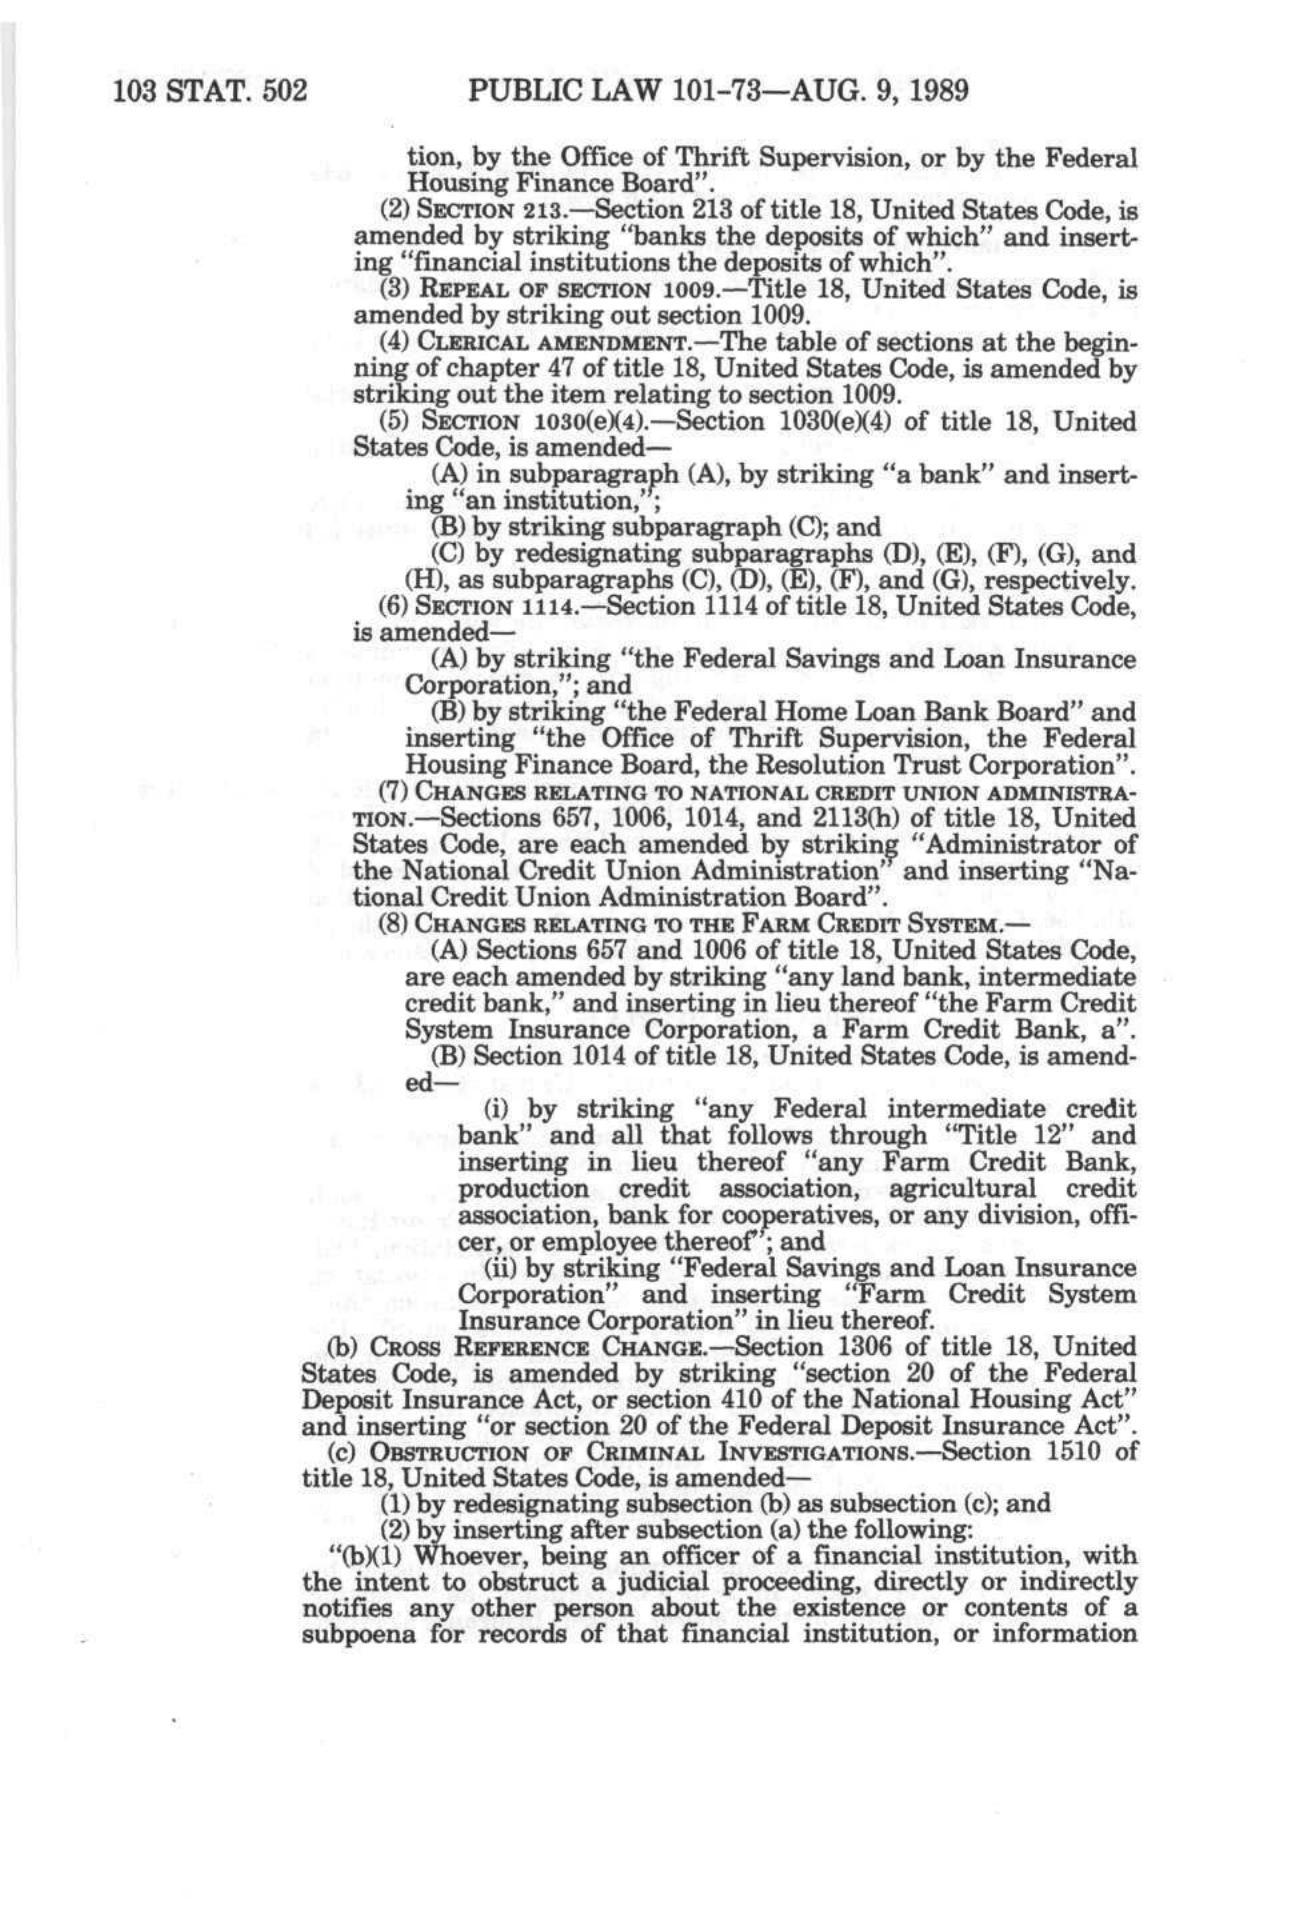 103 STAT. 502 PUBLIC LAW 101-73—AUG. 9, 1989
tion, by the Office of Thrift Supervision, or by the Federal
Housing Finance Board”.
(2) SECTION 213.—Section 213 of title 18, United States Code, is
amended by striking “banks the deposits of which” and insert-
ing “financial institutions the deposits of which”.
(3) REPEAL OF SECTION 1009.—Title 18, United States Code, is
amended by striking out section 1009.
(4) CLERICAL AMENDMENT.—The table of sections at the begin-
ning of chapter 47 of title 18, United States Code, is amended by
striking out the item relating to section 1009.
(5) SECTION 1030(e)(4).—Section 1030(e)(4) of title 18, United
States Code, is amended—
(A) in subparagraph (A), by striking “a bank” and insert-
ing “an institution,”;
(B) by striking subparagraph (C); and
(C) by redesignating subparagraphs (D), (E), (F), (G), and
(H), as subparagraphs (C), (D), (E), (F), and (G), respectively.
(6) SECTION 1114.—Section 1114 of title 18, United States Code,
is amended—
(A) by striking “the Federal Savings and Loan Insurance
Corporation,”; and
(B) by striking “the Federal Home Loan Bank Board” and
inserting “the Office of Thrift Supervision, the Federal
Housing Finance Board, the Resolution Trust Corporation”.
(7) CHANGES RELATING TO NATIONAL CREDIT UNION ADMINISTRA-
TION.—Sections 657, 1006, 1014, and 2113(h) of title 18, United
States Code, are each amended by striking “Administrator of
the National Credit Union Administration” and inserting “Na-
tional Credit Union Administration Board”.
(8) CHANGES RELATING TO THE FARM CREDIT SYSTEM.—
(A) Sections 657 and 1006 of title 18, United States Code,
are each amended by striking “any land bank, intermediate
credit bank,” and inserting in lieu thereof “the Farm Credit
System Insurance Corporation, a Farm Credit Bank, a”.
(B) Section 1014 of title 18, United States Code, is amend-
ed—
(i) by striking “any Federal intermediate credit
bank” and all that follows through “Title 12” and
inserting in lieu thereof “any Farm Credit Bank,
production credit association, agricultural credit
association, bank for cooperatives, or any division, offi-
cer, or employee thereof”; and
(ii) by striking “Federal Savings and Loan Insurance
Corporation” and inserting “Farm Credit System
Insurance Corporation” in lieu thereof.
(b) CROSS REFERENCE CHANGE.—Section 1306 of title 18, United
States Code, is amended by striking “section 20 of the Federal
Deposit Insurance Act, or section 410 of the National Housing Act”
and inserting “or section 20 of the Federal Deposit Insurance Act”.
(c) OBSTRUCTION OF CRIMINAL INVESTIGATIONS.—Section 1510 of
title 18, United States Code, is amended—
(1) by redesignating subsection (b) as subsection (c); and
(2) by inserting after subsection (a) the following:
“(b)(1) Whoever, being an officer of a financial institution, with
the intent to obstruct a judicial proceeding, directly or indirectly
notifies any other person about the existence or contents of a
subpoena for records of that financial institution, or information